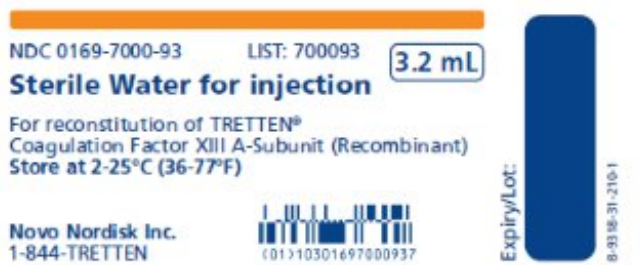 NDC 0169-7000-93 LIST: 700093
3.2 mL
Sterile Water for injection
For reconstitution of TRETTEN®
Coagulation Factor XIII A-Subunit (Recombinant)
Store at 2-25°C (36-77°F)
Novo Nordisk Inc.
1-844-TRETTEN
(01)10301697000937
Expiry/Lot:
8-9318-31-210-1